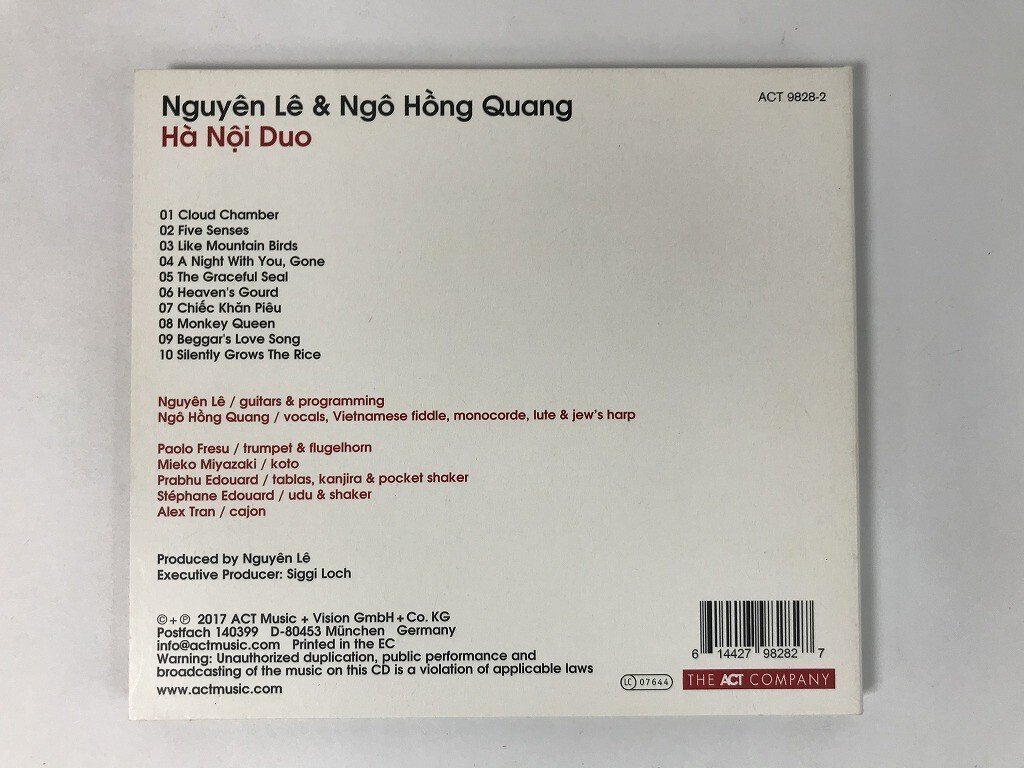 Nguyên Lê & Ngô Hồng Quang
Hà Nội Duo
ACT 9828-2
01 Cloud Chamber
02 Five Senses
03 Like Mountain Birds
04 A Night With You, Gone
05 The Graceful Seal
06 Heaven's Gourd
07 Chiếc Khăn Piêu
08 Monkey Queen
09 Beggar's Love Song
10 Silently Grows The Rice
Nguyên Lê / guitars & programming
Ngô Hồng Quang / vocals, Vietnamese fiddle, monocorde, lute & jew's harp
Paolo Fresu / trumpet & flugelhorn
Mieko Miyazaki / koto
Prabhu Edouard / tablas, kanjira & pocket shaker
Stéphane Edouard / udu & shaker
Alex Tran / cajon
Produced by Nguyên Lê
Executive Producer: Siggi Loch
© + ℗ 2017 ACT Music + Vision GmbH + Co. KG
Postfach 140399 D-80453 München Germany
info@actmusic.com Printed in the EC
Warning: Unauthorized duplication, public performance and
broadcasting of the music on this CD is a violation of applicable laws
www.actmusic.com
6 14427 98282 7
LC 07644
THE ACT COMPANY